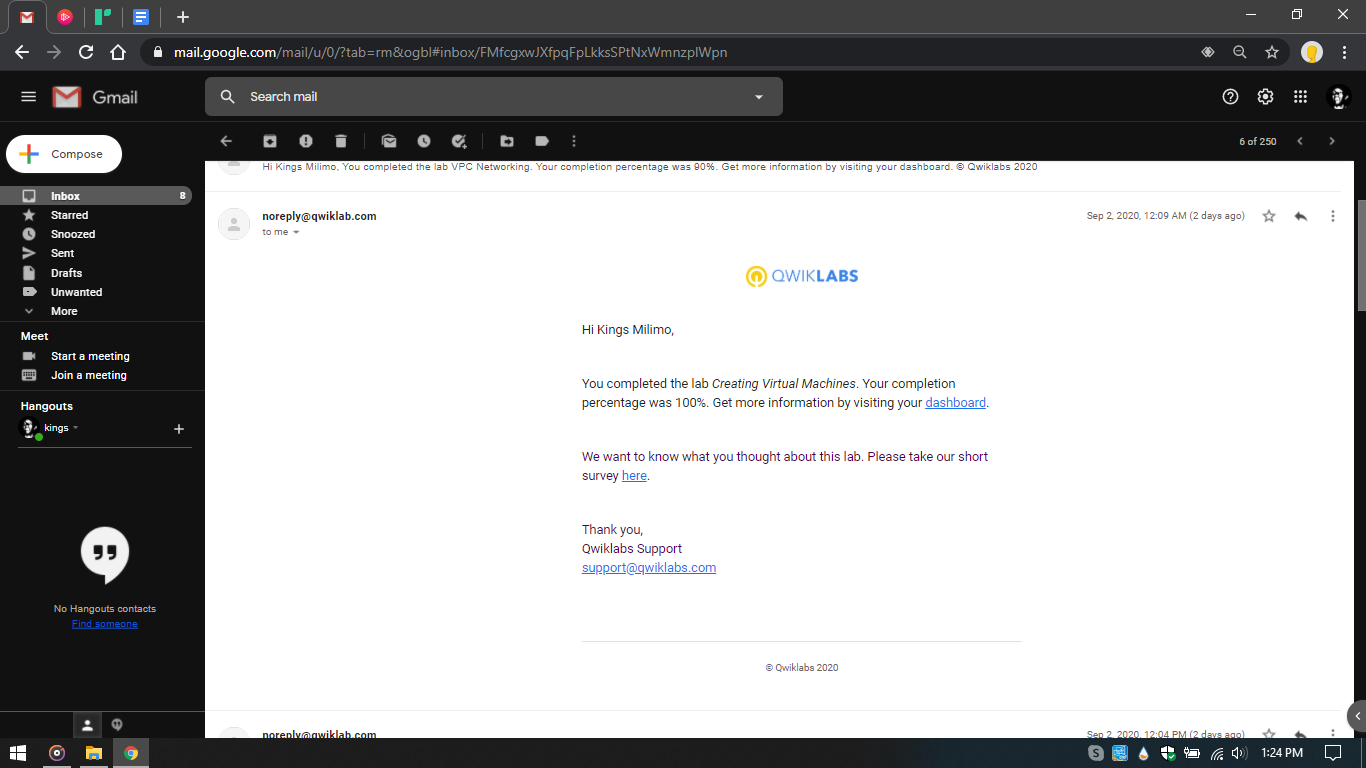 mail.google.com/mail/u/0/?tab=rm&ogbl#inbox/FMfcgxwJXfpqFpLkksSPtNxWmnzplWpn
Gmail
Search mail
Compose
6 of 250
Hi Kings Milimo, You completed the lab VPC Networking. Your completion percentage was 90%. Get more information by visiting your dashboard. © Qwiklabs 2020
Inbox 8
Starred
Snoozed
Sent
Drafts
Unwanted
More
Meet
Start a meeting
Join a meeting
Hangouts
kings
No Hangouts contacts
Find someone
noreply@qwiklab.com
Sep 2, 2020, 12:09 AM (2 days ago)
to me
QWIKLABS
Hi Kings Milimo,
You completed the lab Creating Virtual Machines. Your completion
percentage was 100%. Get more information by visiting your dashboard.
We want to know what you thought about this lab. Please take our short
survey here.
Thank you,
Qwiklabs Support
support@qwiklabs.com
© Qwiklabs 2020
noreply@qwiklab.com
Sep 2, 2020, 12:04 PM (2 days ago)
1:24 PM